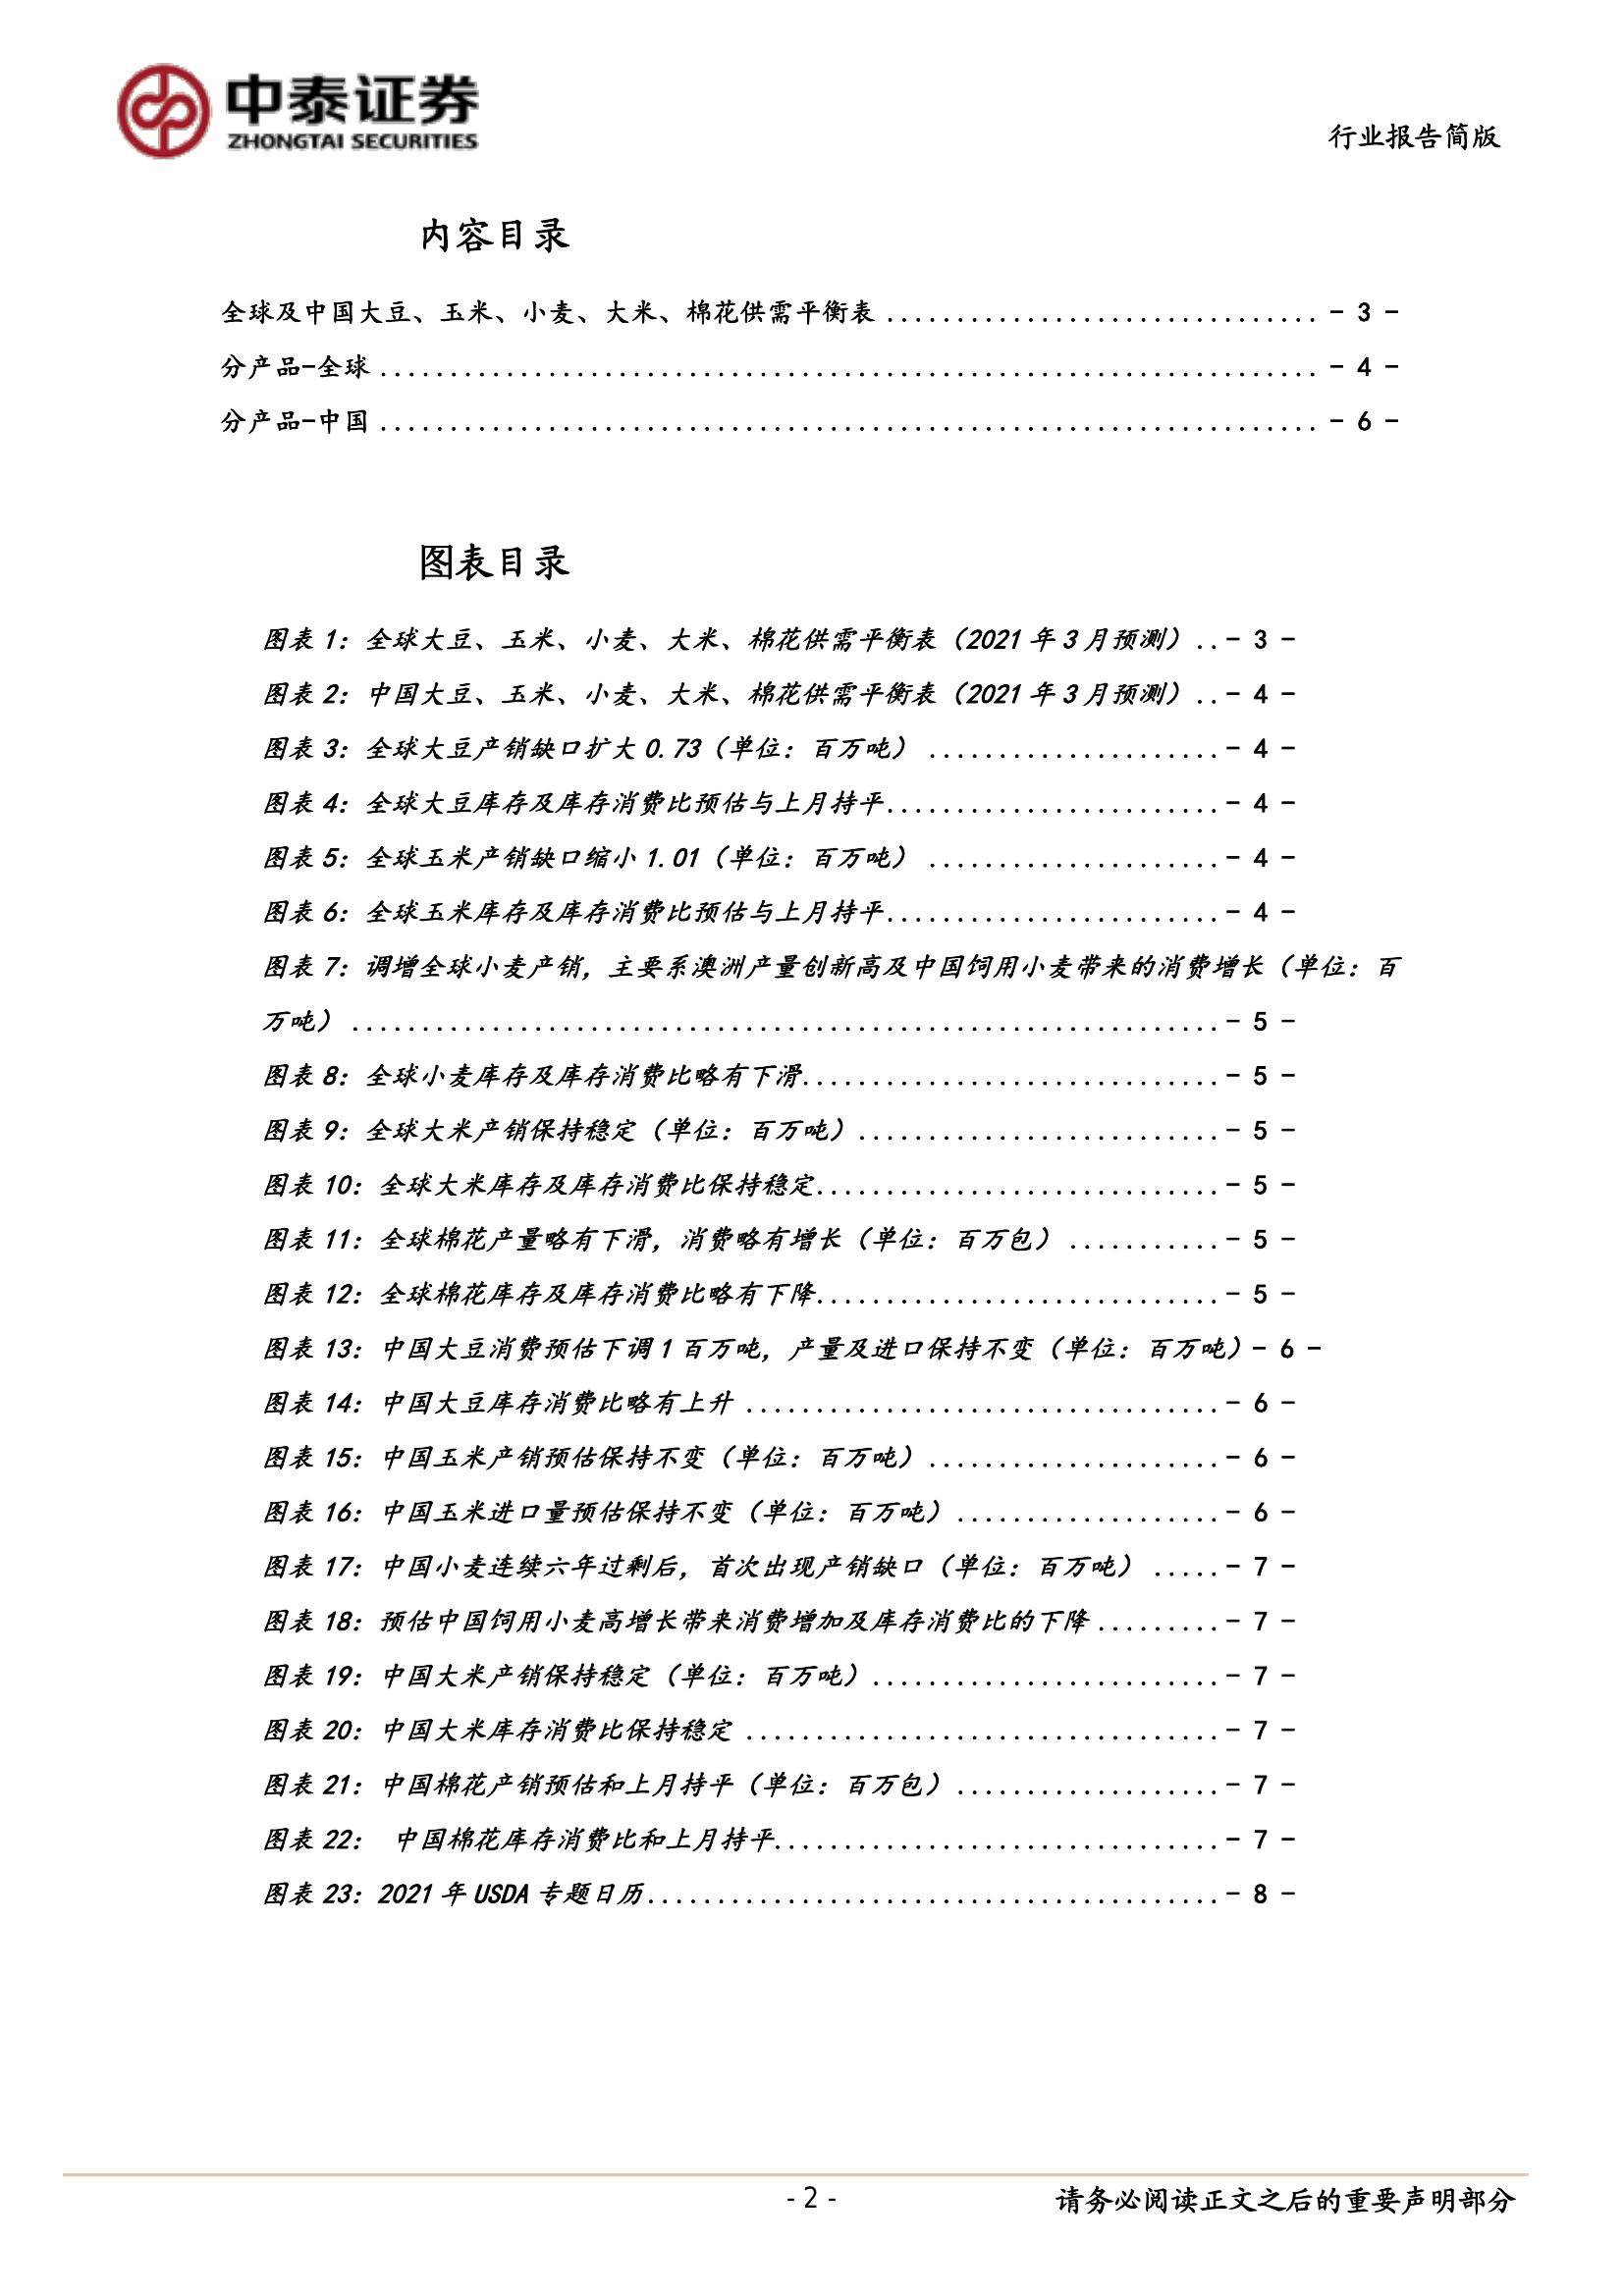 中泰证券
ZHONGTAI SECURITIES
行业报告简版
内容目录
全球及中国大豆、玉米、小麦、大米、棉花供需平衡表 ............................... - 3 -
分产品-全球 .................................................................... - 4 -
分产品-中国 .................................................................... - 6 -
图表目录
图表 1：全球大豆、玉米、小麦、大米、棉花供需平衡表（2021 年 3 月预测） ..- 3 -
图表 2：中国大豆、玉米、小麦、大米、棉花供需平衡表（2021 年 3 月预测） ..- 4 -
图表 3：全球大豆产销缺口扩大 0.73（单位：百万吨） .....................- 4 -
图表 4：全球大豆库存及库存消费比预估与上月持平........................- 4 -
图表 5：全球玉米产销缺口缩小 1.01（单位：百万吨） .....................- 4 -
图表 6：全球玉米库存及库存消费比预估与上月持平........................- 4 -
图表 7：调增全球小麦产销，主要系澳洲产量创新高及中国饲用小麦带来的消费增长（单位：百
万吨） ...............................................................- 5 -
图表 8：全球小麦库存及库存消费比略有下滑..............................- 5 -
图表 9：全球大米产销保持稳定（单位：百万吨）..........................- 5 -
图表 10：全球大米库存及库存消费比保持稳定.............................- 5 -
图表 11：全球棉花产量略有下滑，消费略有增长（单位：百万包） ...........- 5 -
图表 12：全球棉花库存及库存消费比略有下降.............................- 5 -
图表 13：中国大豆消费预估下调 1 百万吨，产量及进口保持不变（单位：百万吨）- 6 -
图表 14：中国大豆库存消费比略有上升 ..................................- 6 -
图表 15：中国玉米产销预估保持不变（单位：百万吨）.....................- 6 -
图表 16：中国玉米进口量预估保持不变（单位：百万吨）...................- 6 -
图表 17：中国小麦连续六年过剩后，首次出现产销缺口（单位：百万吨） .....- 7 -
图表 18：预估中国饲用小麦高增长带来消费增加及库存消费比的下降 .........- 7 -
图表 19：中国大米产销保持稳定（单位：百万吨）.........................- 7 -
图表 20：中国大米库存消费比保持稳定 ..................................- 7 -
图表 21：中国棉花产销预估和上月持平（单位：百万包）...................- 7 -
图表 22： 中国棉花库存消费比和上月持平................................- 7 -
图表 23：2021 年 USDA 专题日历.........................................- 8 -
- 2 -
请务必阅读正文之后的重要声明部分